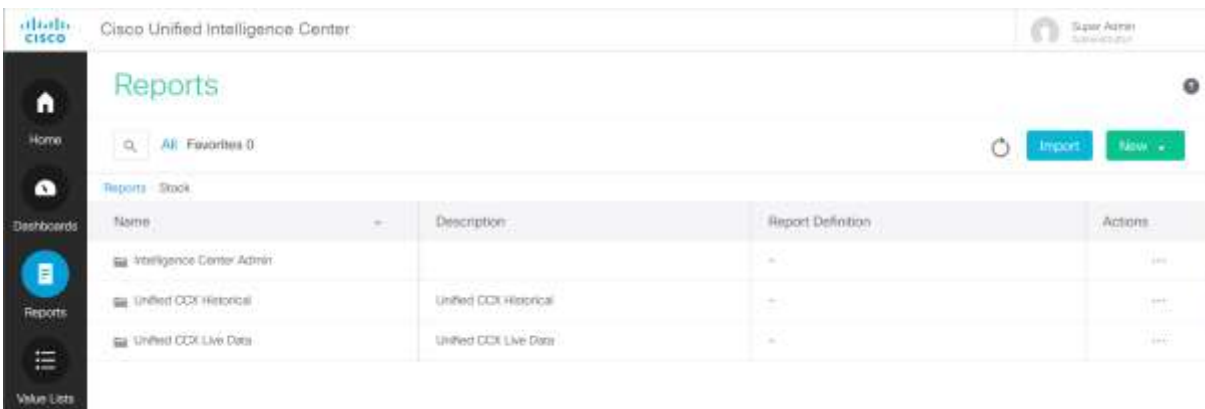 CISCO
Cisco Unified Intelligence Center
Super Admin
Administrator
Reports
?
Home
All Favorites 0
Import
New
Reports Stock
Dashboards
Name Description Report Definition Actions
Intelligence Center Admin - ...
Unified CCX Historical Unified CCX Historical - ...
Reports
Unified CCX Live Data Unified CCX Live Data - ...
Value Lists